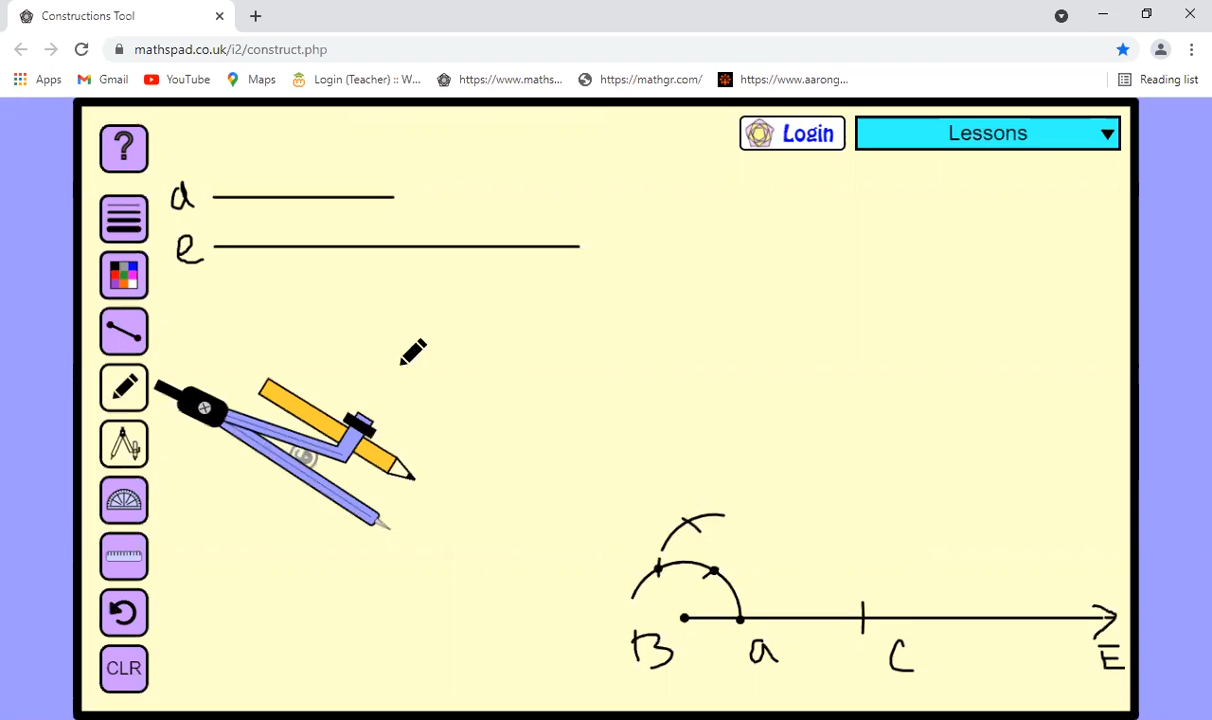 Constructions Tool
mathspad.co.uk/i2/construct.php
Apps Gmail YouTube Maps Login (Teacher) :: W... https://www.maths... https://mathgr.com/ https://www.aarong... Reading list
? Login Lessons
d
e
B a C E
CLR